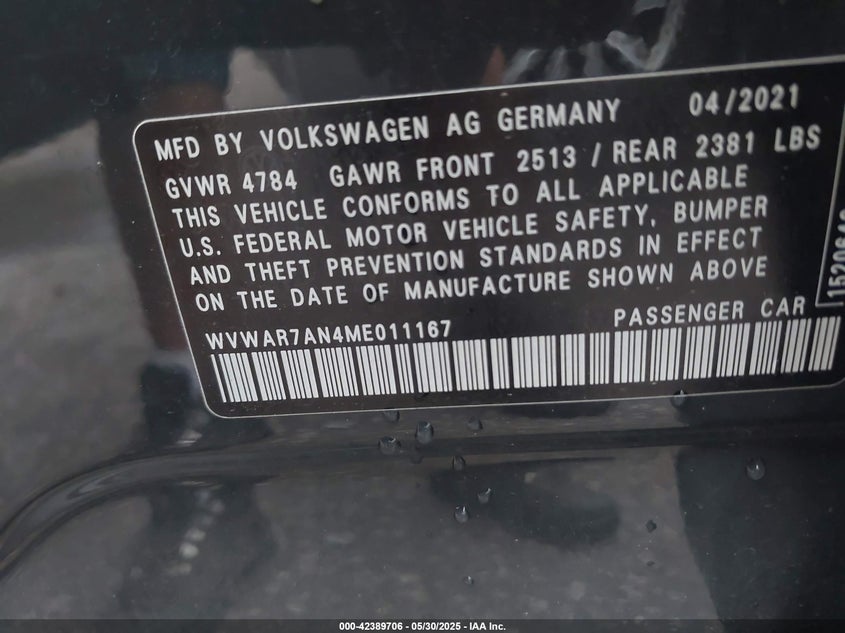 MFD BY VOLKSWAGEN AG GERMANY 04/2021
GVWR 4784 GAWR FRONT 2513 / REAR 2381 LBS
THIS VEHICLE CONFORMS TO ALL APPLICABLE
U.S. FEDERAL MOTOR VEHICLE SAFETY, BUMPER
AND THEFT PREVENTION STANDARDS IN EFFECT
ON THE DATE OF MANUFACTURE SHOWN ABOVE
WVWAR7AN4ME011167 PASSENGER CAR
000-42389706 - 05/30/2025 - IAA Inc.